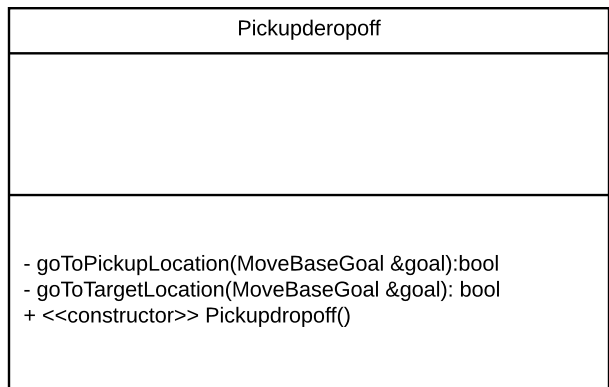 Pickupderopoff
- goToPickupLocation(MoveBaseGoal &goal):bool
- goToTargetLocation(MoveBaseGoal &goal): bool
+ <<constructor>> Pickupdropoff()